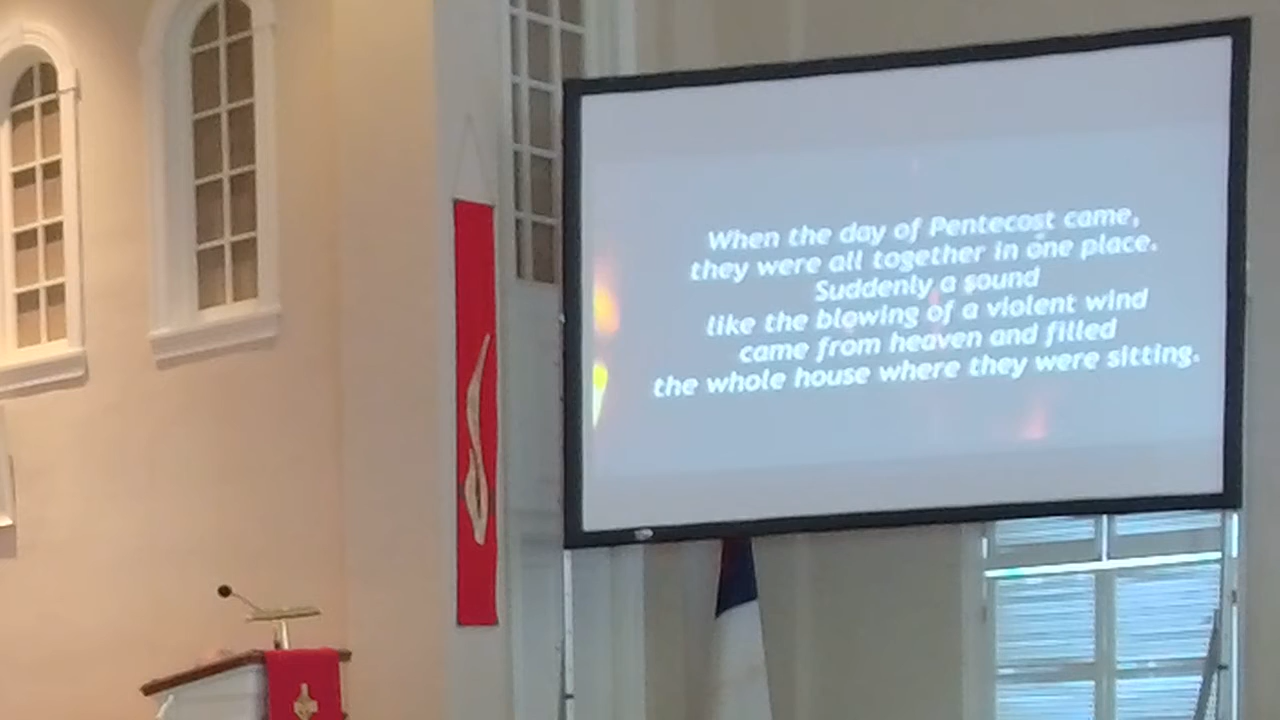 When the day of Pentecost came,
they were all together in one place.
Suddenly a sound
like the blowing of a violent wind
came from heaven and filled
the whole house where they were sitting.